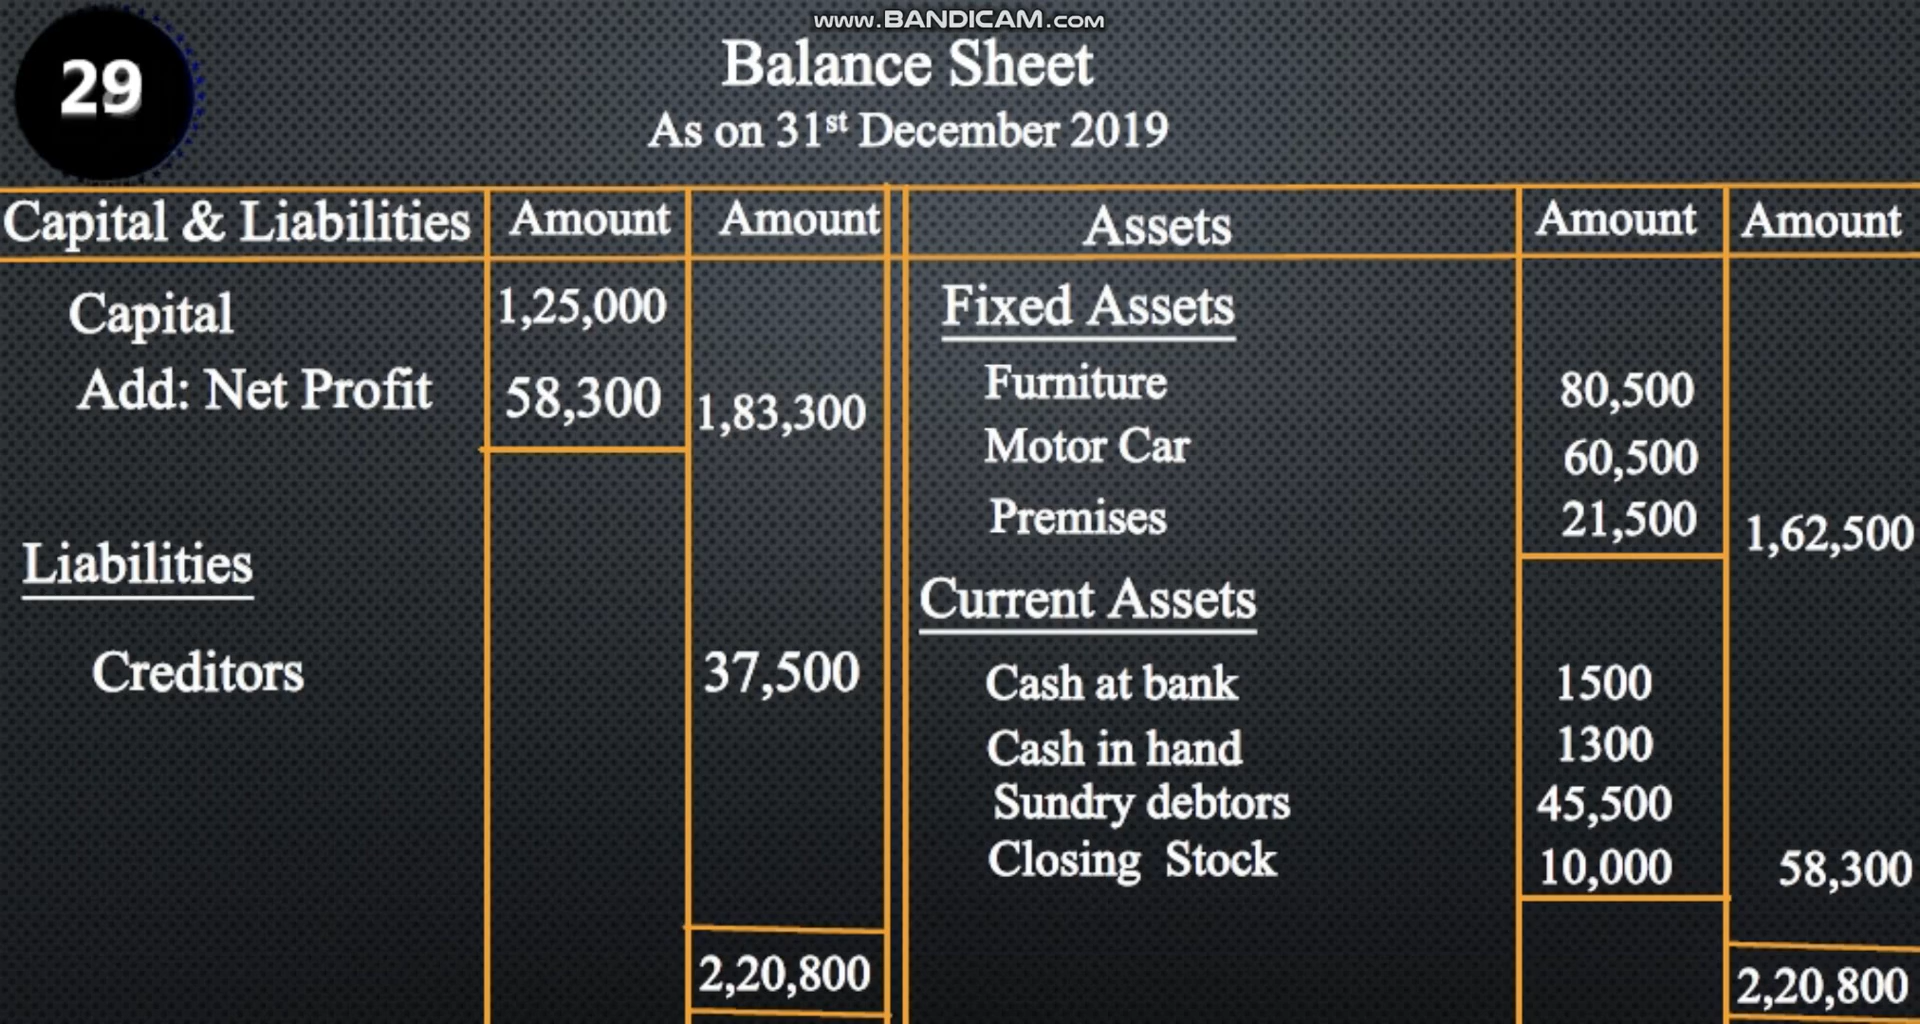 www.BANDICAM.com
29
Balance Sheet
As on 31st December 2019
Capital & Liabilities Amount Amount Assets Amount Amount
Capital 1,25,000 Fixed Assets
Add: Net Profit 58,300 1,83,300 Furniture 80,500
Motor Car 60,500
Premises 21,500 1,62,500
Liabilities Current Assets
Creditors 37,500 Cash at bank 1500
Cash in hand 1300
Sundry debtors 45,500
Closing Stock 10,000 58,300
2,20,800 2,20,800